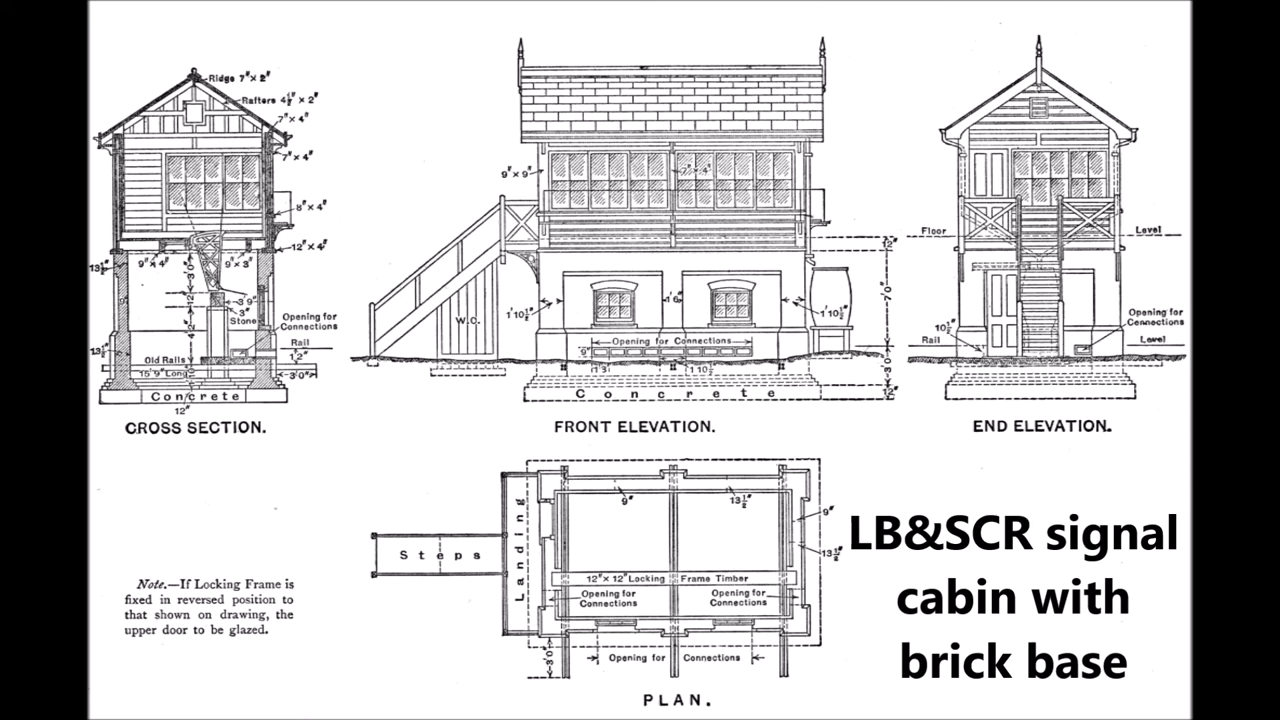 Ridge 7"× 2"
Rafters 4½"× 2"
7"× 4"
7"× 4"
8"× 4"
12"× 4"
9"× 4"
9"× 3"
13½"
9"
3'0"
12"
3'9"
3"
Stone
4'2"
Opening for
Connections
Rail
1'2"
13½"
Old Rails
15'9" Long
3'0"
Concrete
12"
CROSS SECTION.
9"× 9"
W.C.
1'10½"
1'6"
1'10½"
Opening for Connections
9"
1'3"
1'10½"
12"
7'0"
3'0"
12"
Concrete
FRONT ELEVATION.
Floor
Level
10½"
Rail
Opening for
Connections
Level
END ELEVATION.
Steps
Landing
9"
13½"
9"
13½"
12"× 12" Locking Frame Timber
Opening for
Connections
Opening for
Connections
3'0"
Opening for Connections
PLAN.
Note.—If Locking Frame is
fixed in reversed position to
that shown on drawing, the
upper door to be glazed.
LB&SCR signal
cabin with
brick base